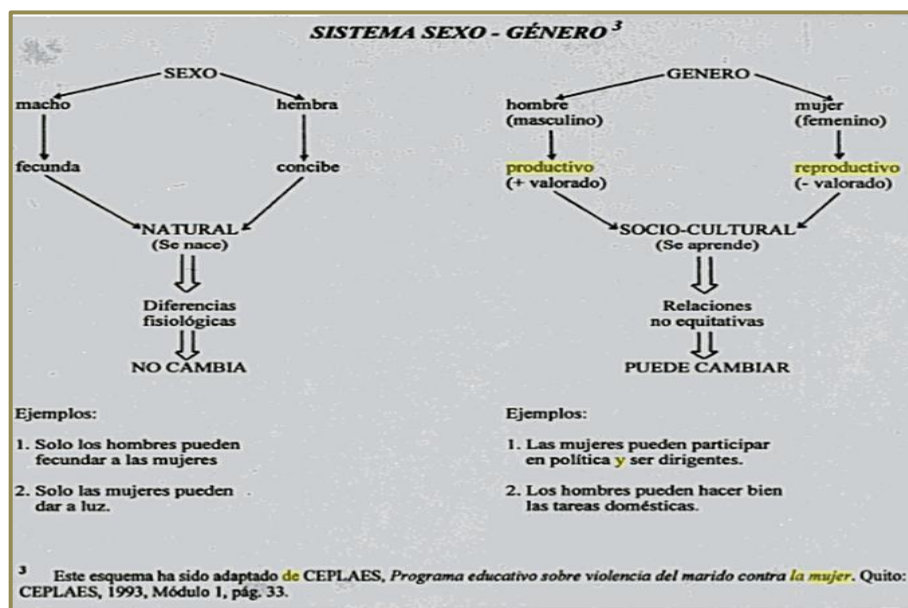 SISTEMA SEXO - GÉNERO ³
SEXO
macho
hembra
fecunda
concibe
NATURAL
(Se nace)
Diferencias
fisiológicas
NO CAMBIA
Ejemplos:
1. Solo los hombres pueden
fecundar a las mujeres
2. Solo las mujeres pueden
dar a luz.
GENERO
hombre
(masculino)
mujer
(femenino)
productivo
(+ valorado)
reproductivo
(- valorado)
SOCIO-CULTURAL
(Se aprende)
Relaciones
no equitativas
PUEDE CAMBIAR
Ejemplos:
1. Las mujeres pueden participar
en política y ser dirigentes.
2. Los hombres pueden hacer bien
las tareas domésticas.
³ Este esquema ha sido adaptado de CEPLAES, Programa educativo sobre violencia del marido contra la mujer. Quito:
CEPLAES, 1993, Módulo 1, pág. 33.